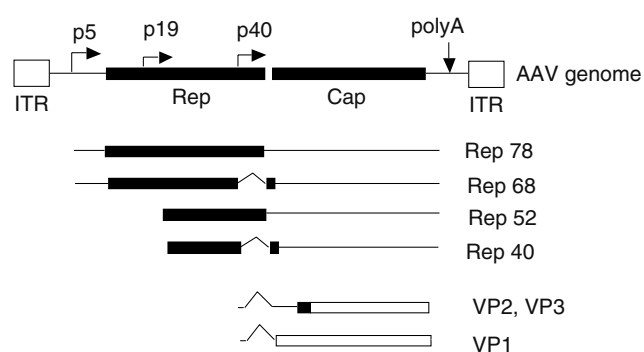 p5
p19
p40
polyA
ITR
Rep
Cap
ITR
AAV genome
Rep 78
Rep 68
Rep 52
Rep 40
VP2, VP3
VP1